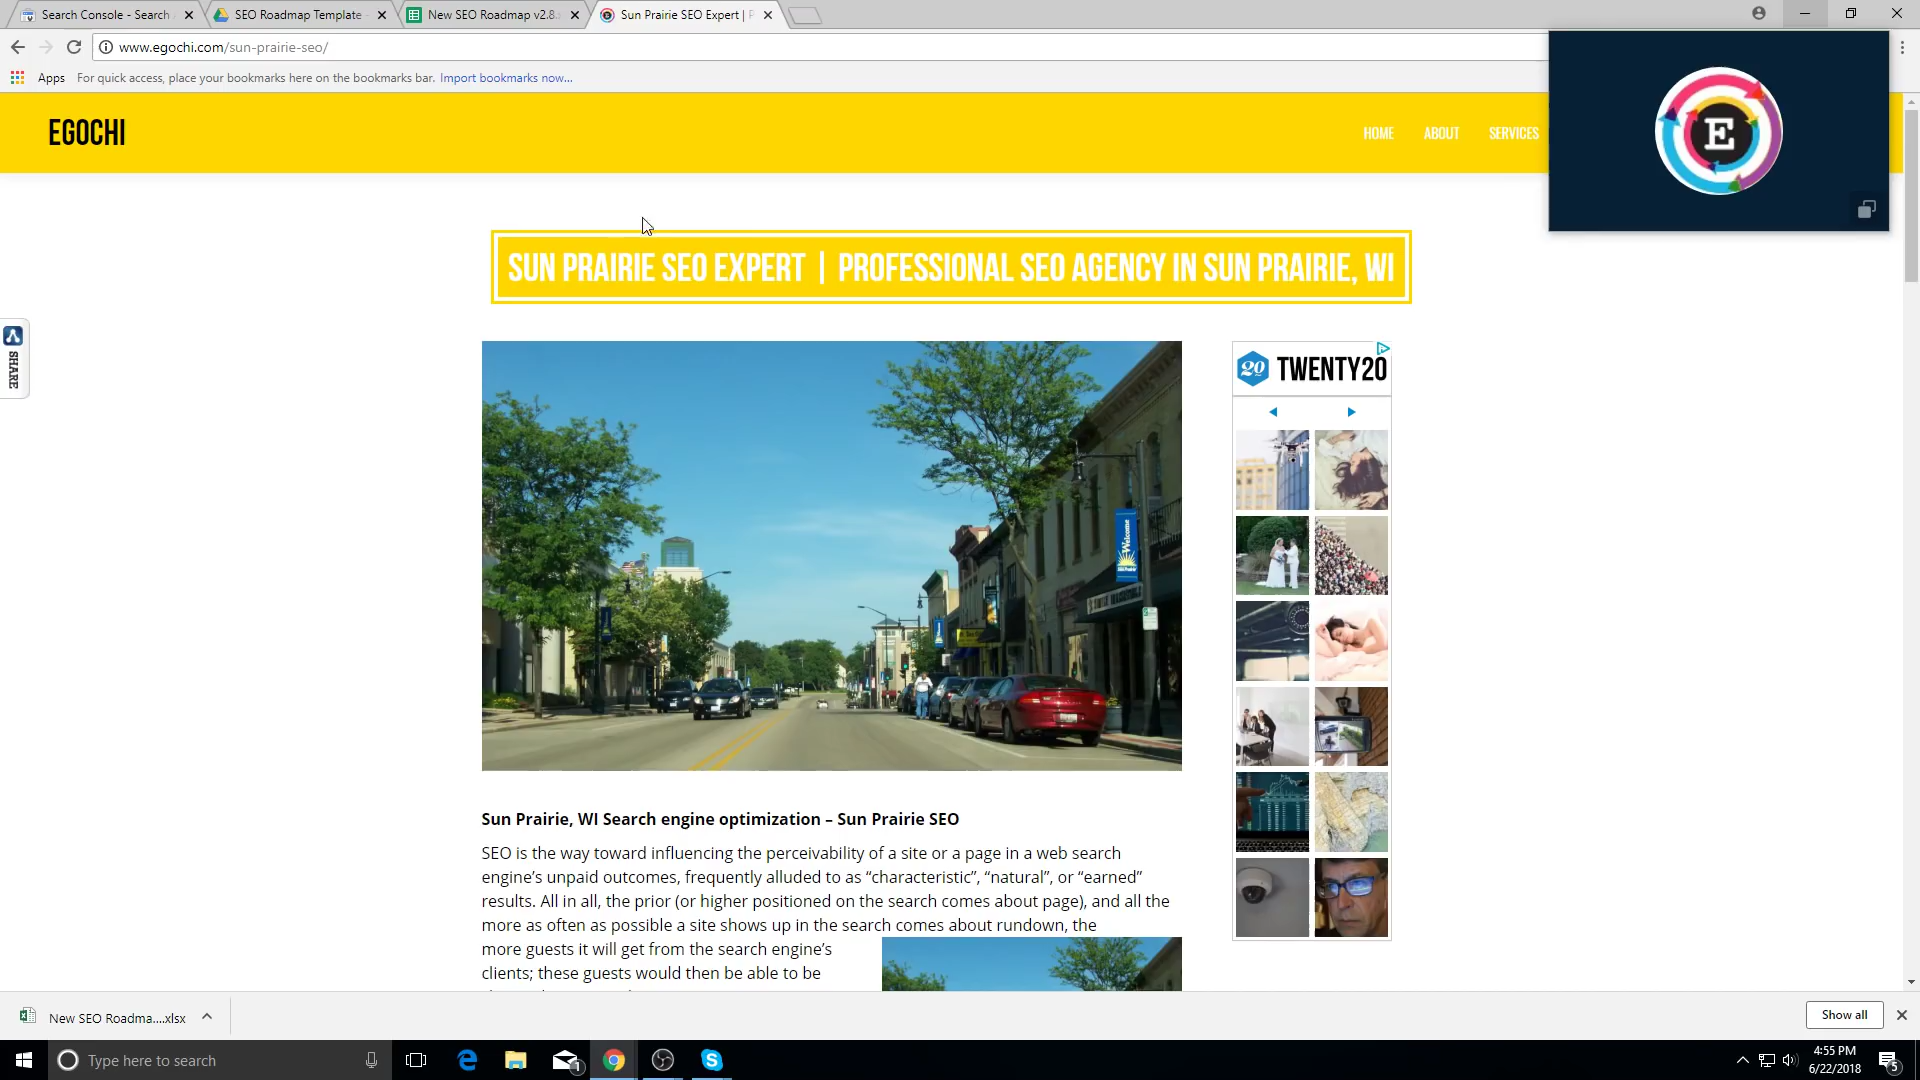 Search Console - Search
SEO Roadmap Template -
New SEO Roadmap v2.8.
Sun Prairie SEO Expert | P
www.egochi.com/sun-prairie-seo/
Apps
For quick access, place your bookmarks here on the bookmarks bar. Import bookmarks now...
EGOCHI
HOME
ABOUT
SERVICES
E
SUN PRAIRIE SEO EXPERT | PROFESSIONAL SEO AGENCY IN SUN PRAIRIE, WI
SHARE
20 TWENTY20
Welcome
Sun Prairie, WI Search engine optimization – Sun Prairie SEO
SEO is the way toward influencing the perceivability of a site or a page in a web search
engine’s unpaid outcomes, frequently alluded to as “characteristic”, “natural”, or “earned”
results. All in all, the prior (or higher positioned on the search comes about page), and all the
more as often as possible a site shows up in the search comes about rundown, the
more guests it will get from the search engine’s
clients; these guests would then be able to be
New SEO Roadma....xlsx
Show all
Type here to search
1
4:55 PM
6/22/2018
5